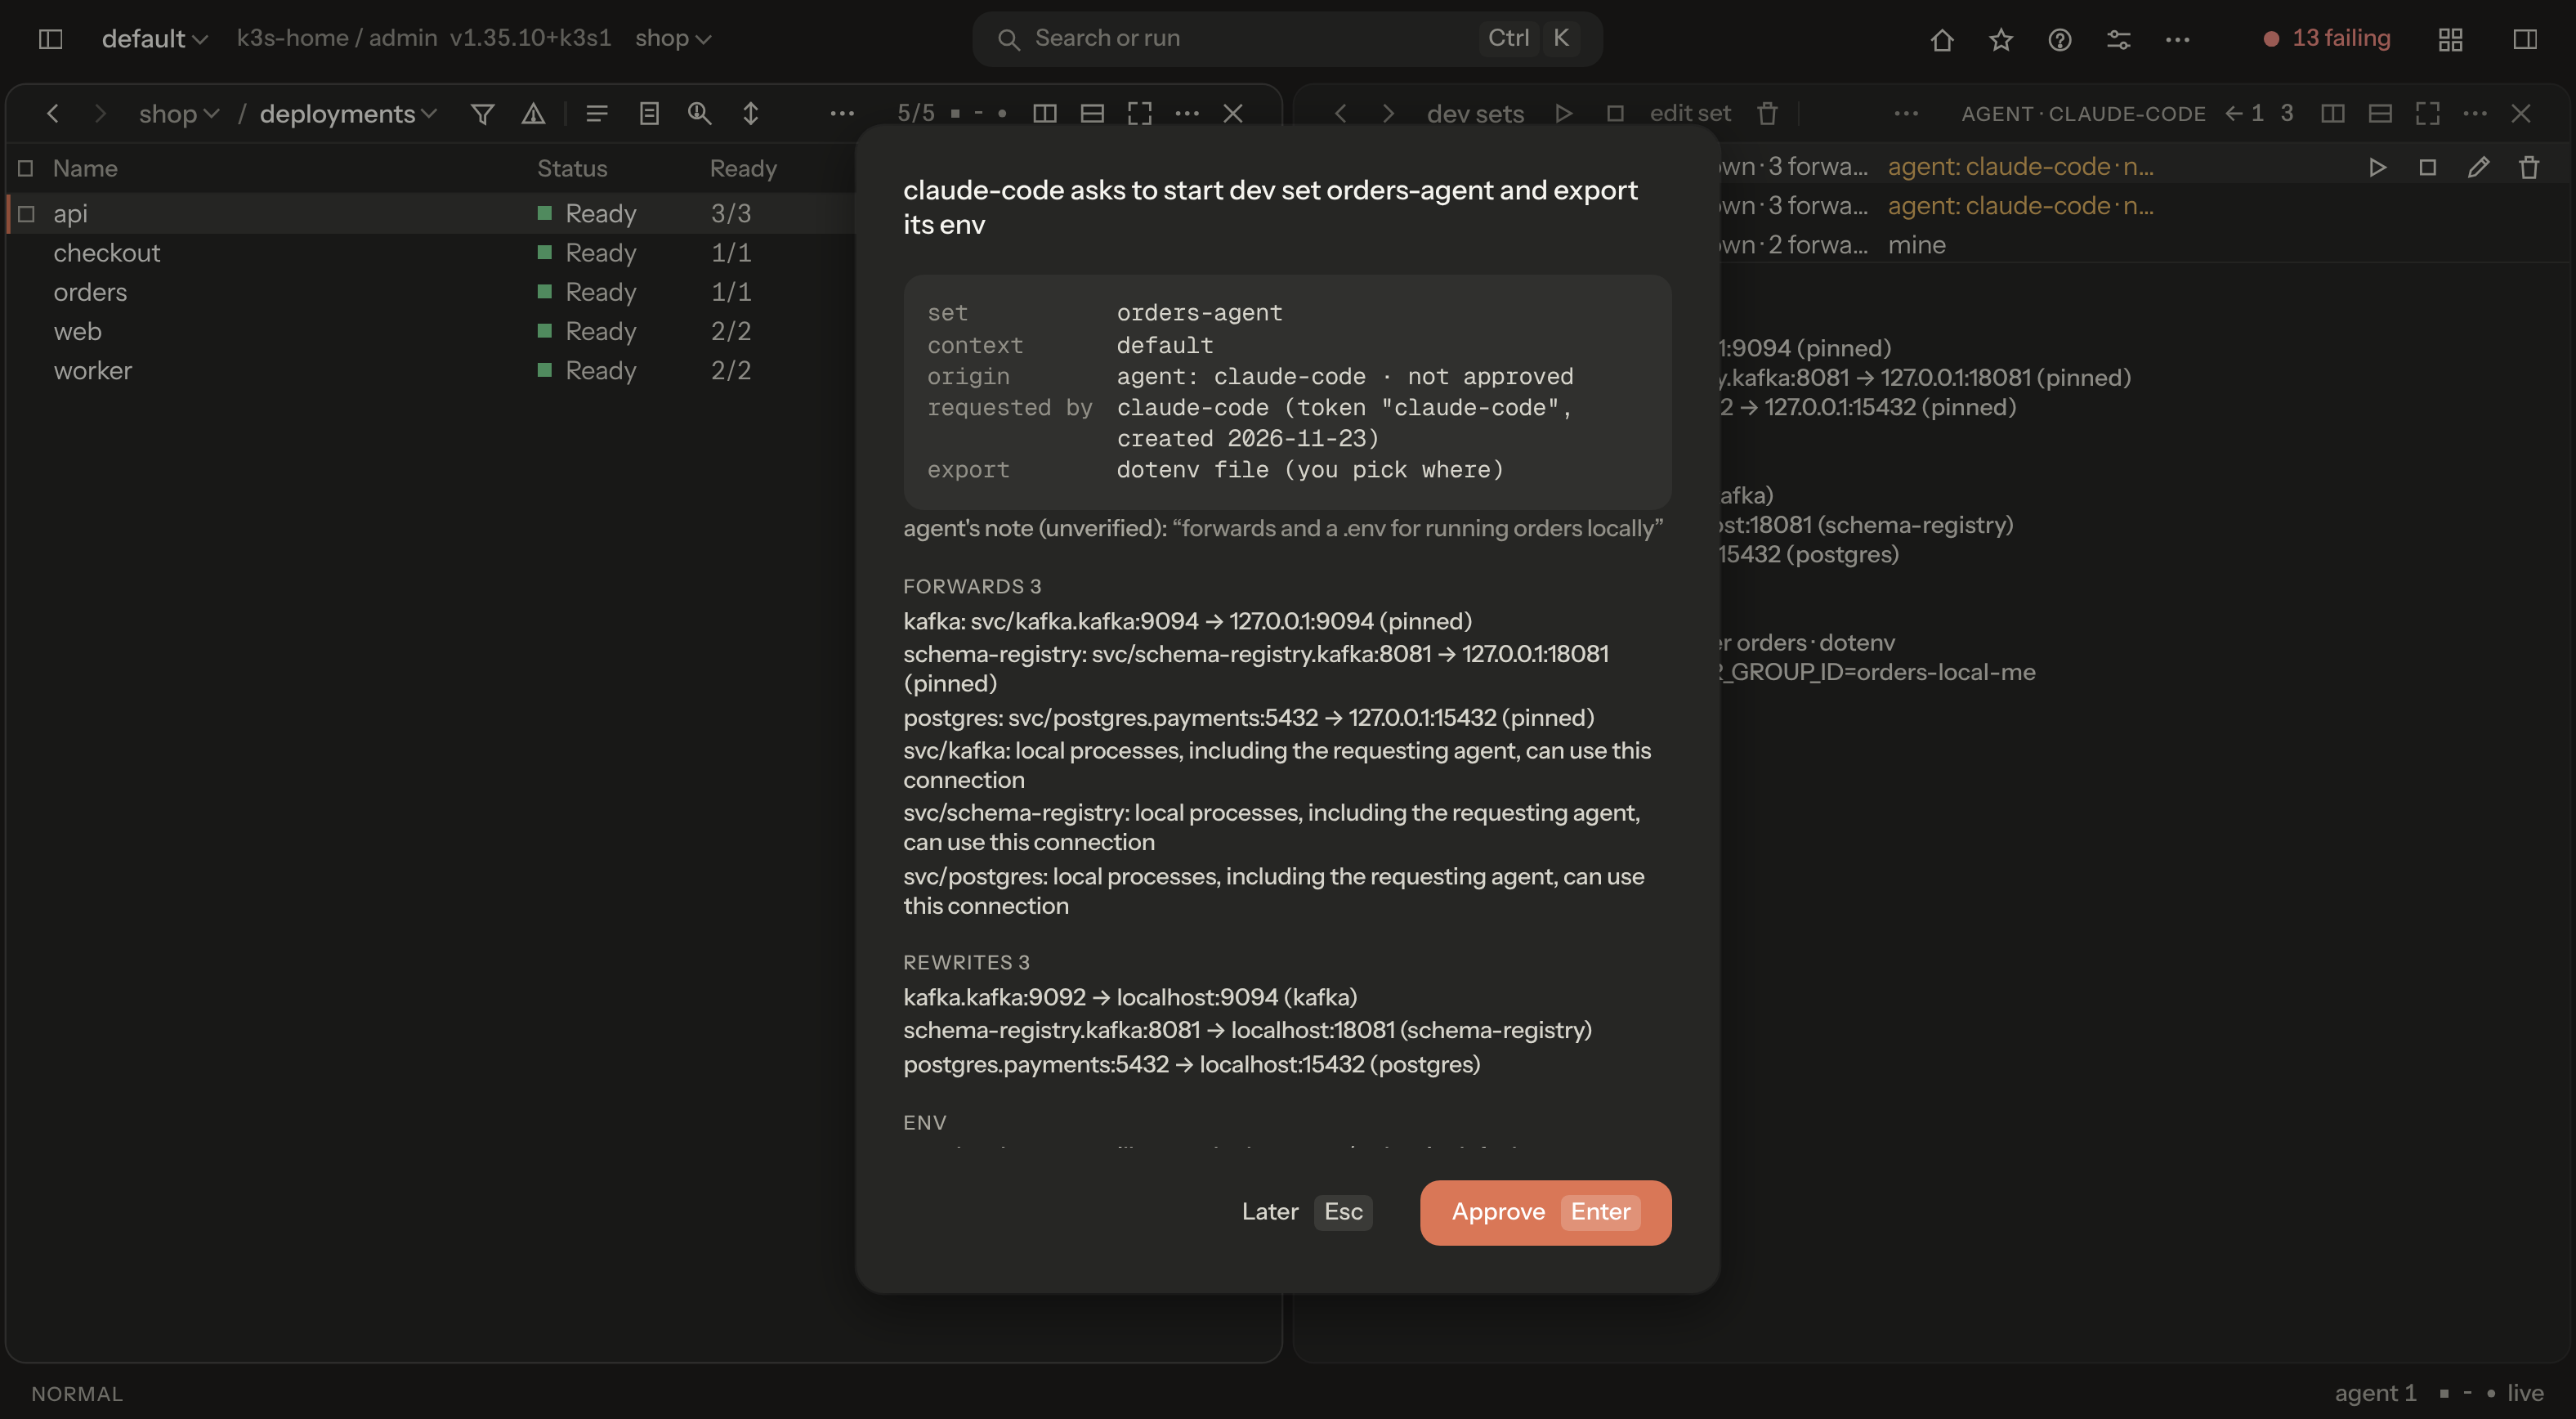 default k3s-home / admin v1.35.10+k3s1 shop Search or run Ctrl K 13 failing
shop / deployments 5/5
dev sets edit set AGENT · CLAUDE-CODE ← 1 3
Name Status Ready
api Ready 3/3
checkout Ready 1/1
orders Ready 1/1
web Ready 2/2
worker Ready 2/2
claude-code asks to start dev set orders-agent and export
its env
set orders-agent
context default
origin agent: claude-code · not approved
requested by claude-code (token "claude-code",
created 2026-11-23)
export dotenv file (you pick where)
agent's note (unverified): “forwards and a .env for running orders locally”
FORWARDS 3
kafka: svc/kafka.kafka:9094 → 127.0.0.1:9094 (pinned)
schema-registry: svc/schema-registry.kafka:8081 → 127.0.0.1:18081
(pinned)
postgres: svc/postgres.payments:5432 → 127.0.0.1:15432 (pinned)
svc/kafka: local processes, including the requesting agent, can use this
connection
svc/schema-registry: local processes, including the requesting agent,
can use this connection
svc/postgres: local processes, including the requesting agent, can use
this connection
REWRITES 3
kafka.kafka:9092 → localhost:9094 (kafka)
schema-registry.kafka:8081 → localhost:18081 (schema-registry)
postgres.payments:5432 → localhost:15432 (postgres)
ENV
Later Esc Approve Enter
own · 3 forwa... agent: claude-code · n...
own · 3 forwa... agent: claude-code · n...
own · 2 forwa... mine
1:9094 (pinned)
y.kafka:8081 → 127.0.0.1:18081 (pinned)
2 → 127.0.0.1:15432 (pinned)
afka)
ost:18081 (schema-registry)
15432 (postgres)
er orders · dotenv
R_GROUP_ID=orders-local-me
NORMAL agent 1 live